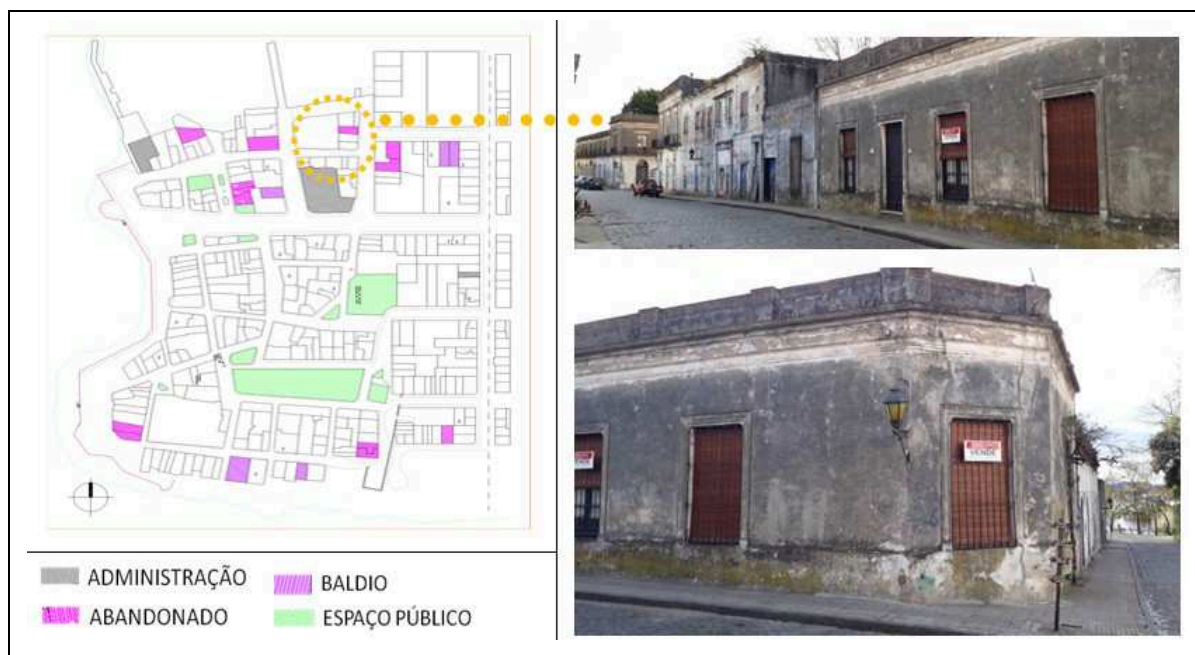 VENDE
ADMINISTRAÇÃO
BALDIO
ABANDONADO
ESPAÇO PÚBLICO